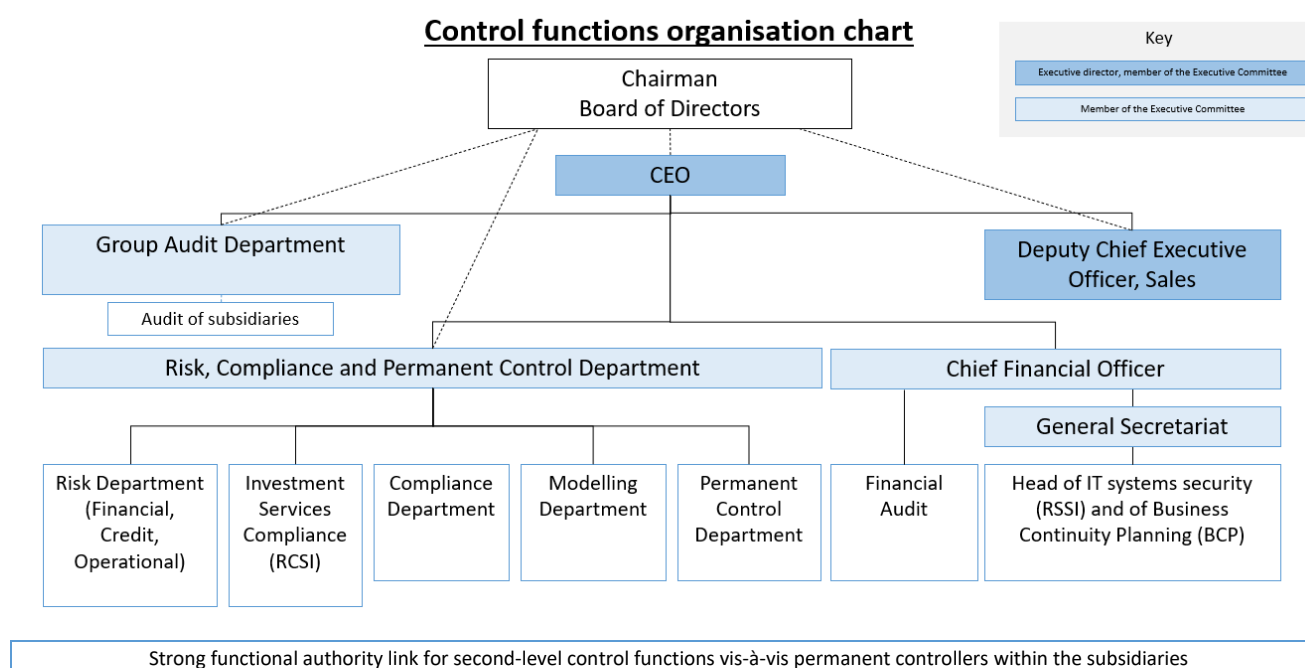 Control functions organisation chart
Key
Executive director, member of the Executive Committee
Member of the Executive Committee
Chairman
Board of Directors
CEO
Group Audit Department
Deputy Chief Executive
Officer, Sales
Audit of subsidiaries
Risk, Compliance and Permanent Control Department
Chief Financial Officer
General Secretariat
Risk Department
(Financial,
Credit,
Operational)
Investment
Services
Compliance
(RCSI)
Compliance
Department
Modelling
Department
Permanent
Control
Department
Financial
Audit
Head of IT systems security
(RSSI) and of Business
Continuity Planning (BCP)
Strong functional authority link for second-level control functions vis-à-vis permanent controllers within the subsidiaries